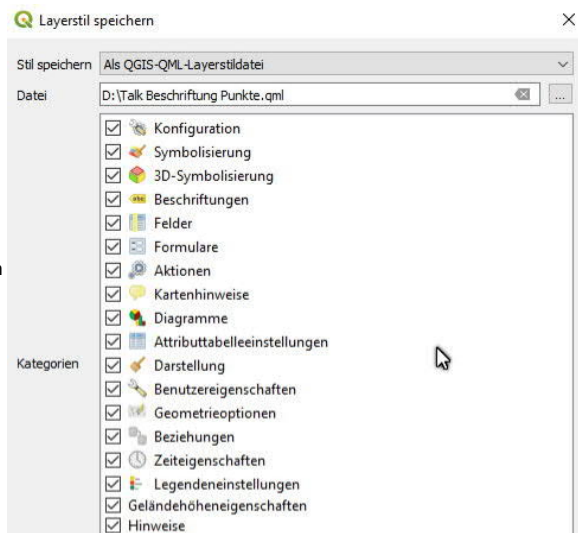 Layerstil speichern
Stil speichern Als QGIS-QML-Layerstildatei
Datei D:\Talk Beschriftung Punkte.qml ...
Konfiguration
Symbolisierung
3D-Symbolisierung
abc Beschriftungen
Felder
Formulare
Aktionen
Kartenhinweise
Diagramme
Attributtabelleeinstellungen
Kategorien Darstellung
Benutzereigenschaften
Geometrieoptionen
Beziehungen
Zeiteigenschaften
Legendeneinstellungen
Geländehöheneigenschaften
Hinweise